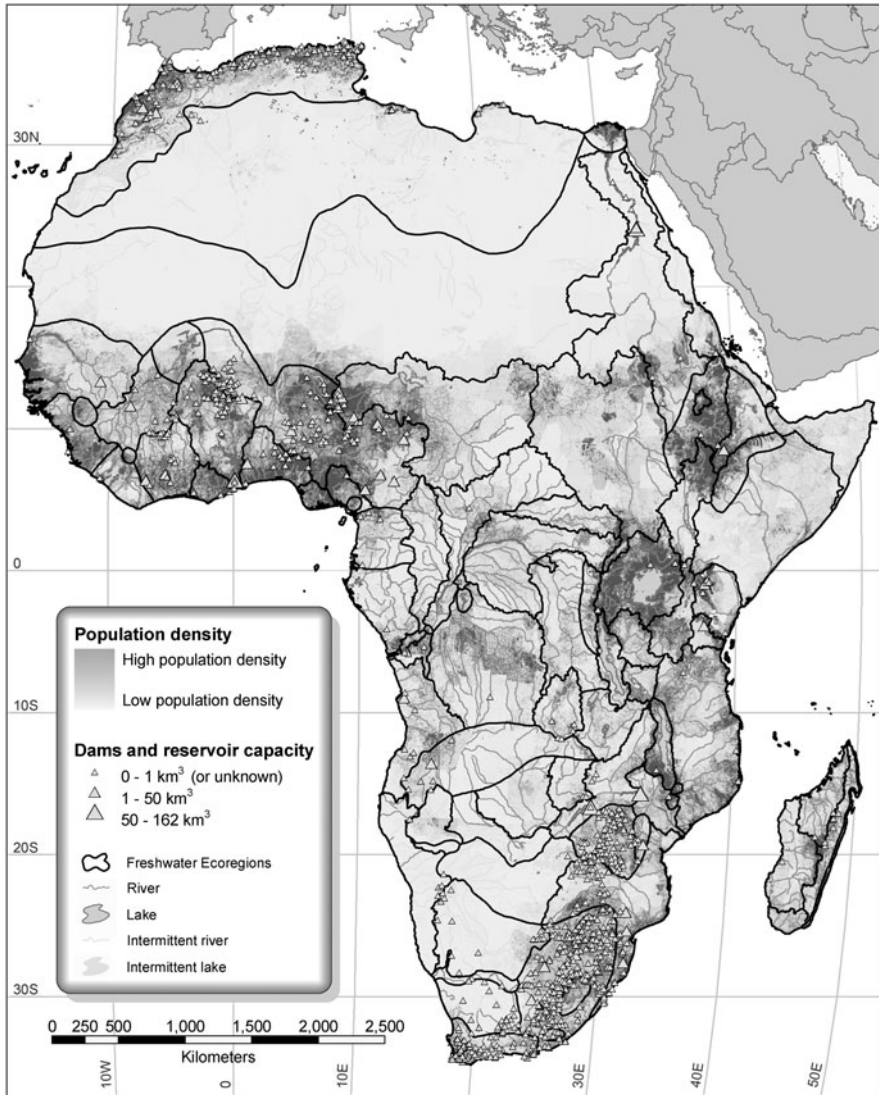 30N
0
10S
20S
30S
Population density
High population density
Low population density
Dams and reservoir capacity
0 - 1 km³ (or unknown)
1 - 50 km³
50 - 162 km³
Freshwater Ecoregions
River
Lake
Intermittent river
Intermittent lake
0 250 500 1,000 1,500 2,000 2,500
Kilometers
10W
0
10E
20E
30E
40E
50E